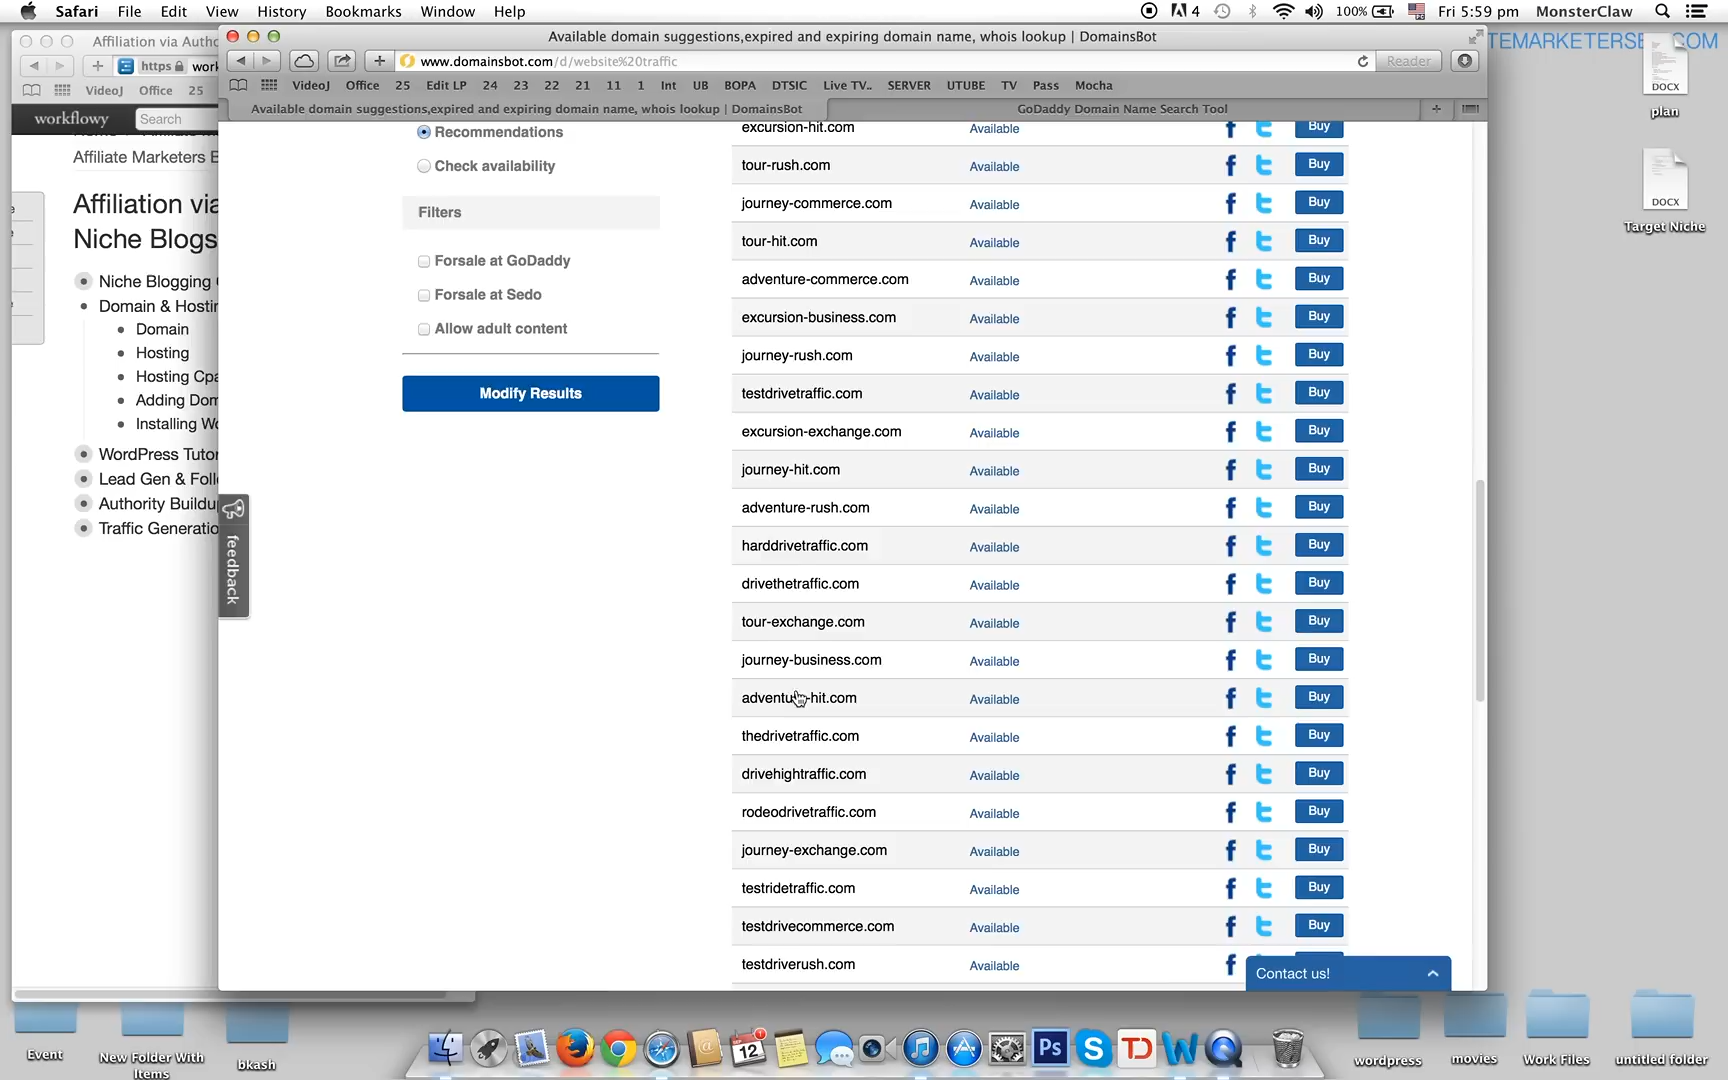 Safari File Edit View History Bookmarks Window Help
4 100% Fri 5:59 pm MonsterClaw
Affiliation via Autho
Available domain suggestions,expired and expiring domain name, whois lookup | DomainsBot
TEMARKETERSB COM
https wor
www.domainsbot.com/d/website%20traffic
Reader
VideoJ Office 25
VideoJ Office 25 Edit LP 24 23 22 21 11 1 Int UB BOPA DTSIC Live TV.. SERVER UTUBE TV Pass Mocha
Available domain suggestions,expired and expiring domain name, whois lookup | DomainsBot
GoDaddy Domain Name Search Tool
workflowy Search
Affiliate Marketers B
Affiliation via
Niche Blogs
Niche Blogging
Domain & Hostin
Domain
Hosting
Hosting Cpa
Adding Dom
Installing Wo
WordPress Tutor
Lead Gen & Foll
Authority Buildu
Traffic Generatio
feedback
Recommendations
Check availability
Filters
Forsale at GoDaddy
Forsale at Sedo
Allow adult content
Modify Results
excursion-hit.com Available Buy
tour-rush.com Available Buy
journey-commerce.com Available Buy
tour-hit.com Available Buy
adventure-commerce.com Available Buy
excursion-business.com Available Buy
journey-rush.com Available Buy
testdrivetraffic.com Available Buy
excursion-exchange.com Available Buy
journey-hit.com Available Buy
adventure-rush.com Available Buy
harddrivetraffic.com Available Buy
drivethetraffic.com Available Buy
tour-exchange.com Available Buy
journey-business.com Available Buy
adventure-hit.com Available Buy
thedrivetraffic.com Available Buy
drivehightraffic.com Available Buy
rodeodrivetraffic.com Available Buy
journey-exchange.com Available Buy
testridetraffic.com Available Buy
testdrivecommerce.com Available Buy
testdriverush.com Available
Contact us!
DOCX
plan
DOCX
Target Niche
Event
New Folder With
Items
bkash
12
Ps
TD
wordpress
movies
Work Files
untitled folder